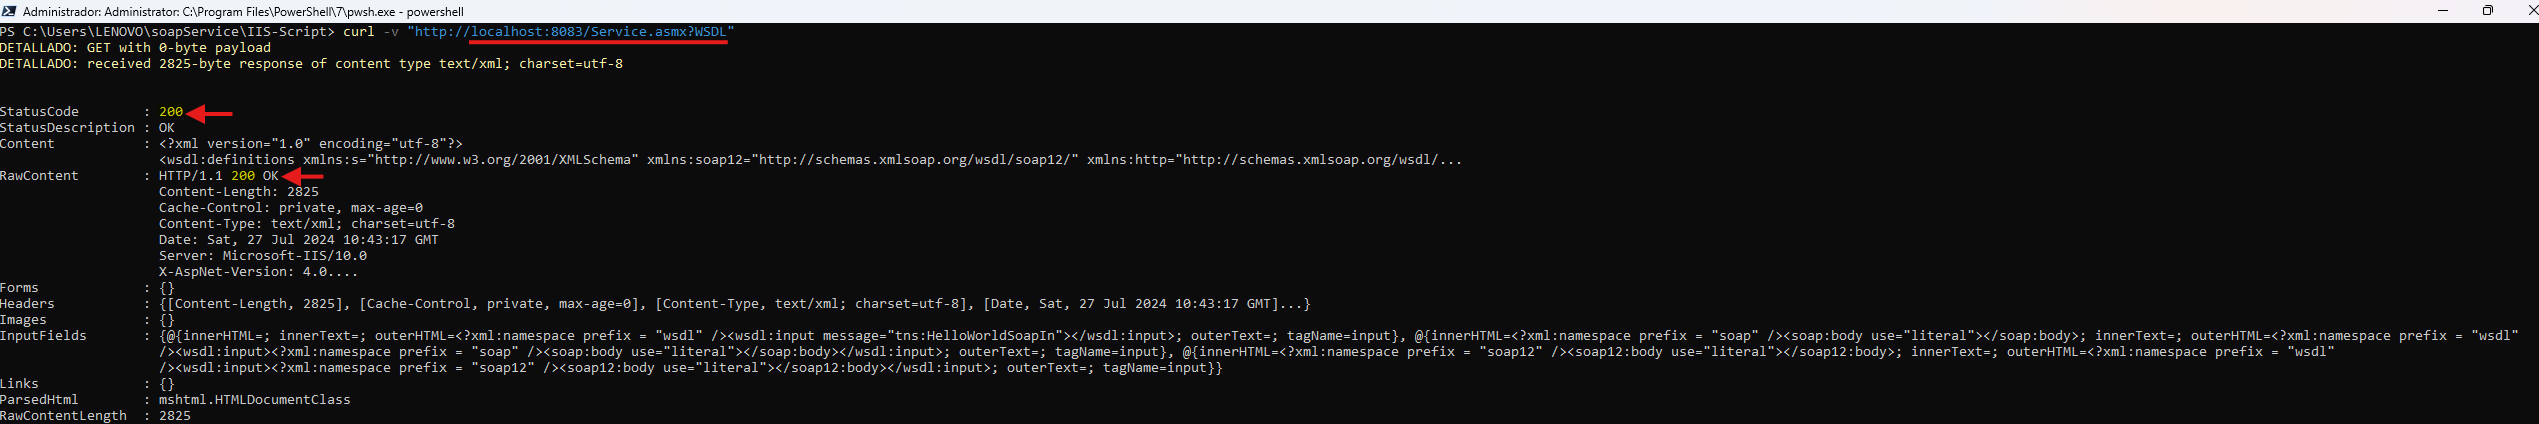 Administrador: Administrator: C:\Program Files\PowerShell\7\pwsh.exe - powershell
PS C:\Users\LENOVO\soapService\IIS-Script> curl -v "http://localhost:8083/Service.asmx?WSDL"
DETALLADO: GET with 0-byte payload
DETALLADO: received 2825-byte response of content type text/xml; charset=utf-8
StatusCode : 200
StatusDescription : OK
Content : <?xml version="1.0" encoding="utf-8"?>
<wsdl:definitions xmlns:s="http://www.w3.org/2001/XMLSchema" xmlns:soap12="http://schemas.xmlsoap.org/wsdl/soap12/" xmlns:http="http://schemas.xmlsoap.org/wsdl/...
RawContent : HTTP/1.1 200 OK
Content-Length: 2825
Cache-Control: private, max-age=0
Content-Type: text/xml; charset=utf-8
Date: Sat, 27 Jul 2024 10:43:17 GMT
Server: Microsoft-IIS/10.0
X-AspNet-Version: 4.0....
Forms : {}
Headers : {[Content-Length, 2825], [Cache-Control, private, max-age=0], [Content-Type, text/xml; charset=utf-8], [Date, Sat, 27 Jul 2024 10:43:17 GMT]...}
Images : {}
InputFields : {@{innerHTML=; innerText=; outerHTML=<?xml:namespace prefix = "wsdl" /><wsdl:input message="tns:HelloWorldSoapIn"></wsdl:input>; outerText=; tagName=input}, @{innerHTML=<?xml:namespace prefix = "soap" /><soap:body use="literal"></soap:body>; innerText=; outerHTML=<?xml:namespace prefix = "wsdl"
/><wsdl:input><?xml:namespace prefix = "soap" /><soap:body use="literal"></soap:body></wsdl:input>; outerText=; tagName=input}, @{innerHTML=<?xml:namespace prefix = "soap12" /><soap12:body use="literal"></soap12:body>; innerText=; outerHTML=<?xml:namespace prefix = "wsdl"
/><wsdl:input><?xml:namespace prefix = "soap12" /><soap12:body use="literal"></soap12:body></wsdl:input>; outerText=; tagName=input}}
Links : {}
ParsedHtml : mshtml.HTMLDocumentClass
RawContentLength : 2825